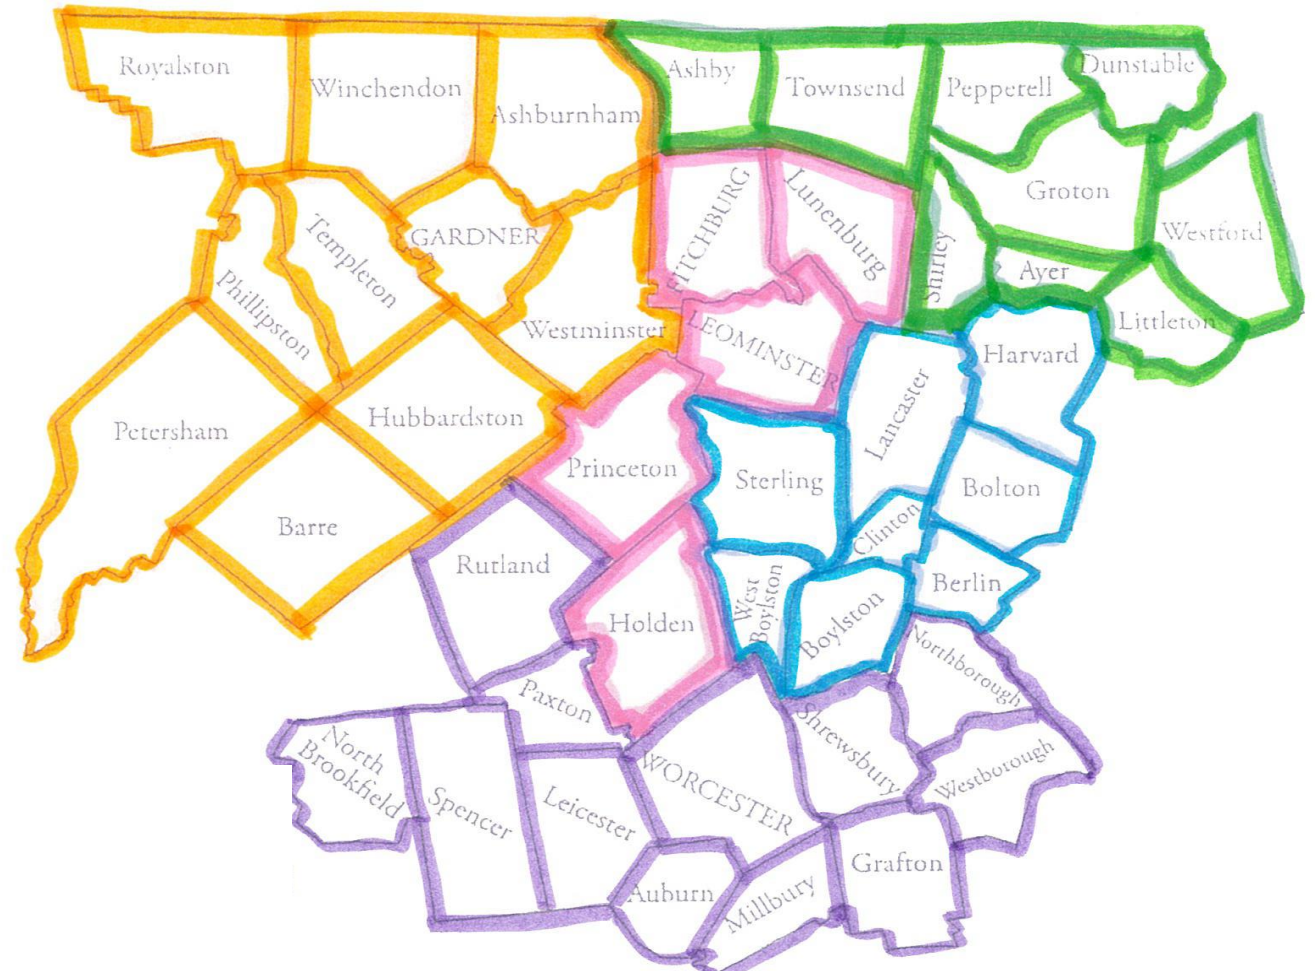 Royalston
Winchendon
Ashburnham
Ashby
Townsend
Pepperell
Dunstable
Groton
Westford
Shirley
Ayer
Littleton
FITCHBURG
Lunenburg
LEOMINSTER
GARDNER
Templeton
Phillipston
Westminster
Petersham
Hubbardston
Barre
Princeton
Harvard
Lancaster
Sterling
Bolton
Clinton
Berlin
Rutland
Holden
West
Boylston
Boylston
Northborough
Paxton
Shrewsbury
Westborough
North
Brookfield
Spencer
Leicester
WORCESTER
Auburn
Millbury
Grafton